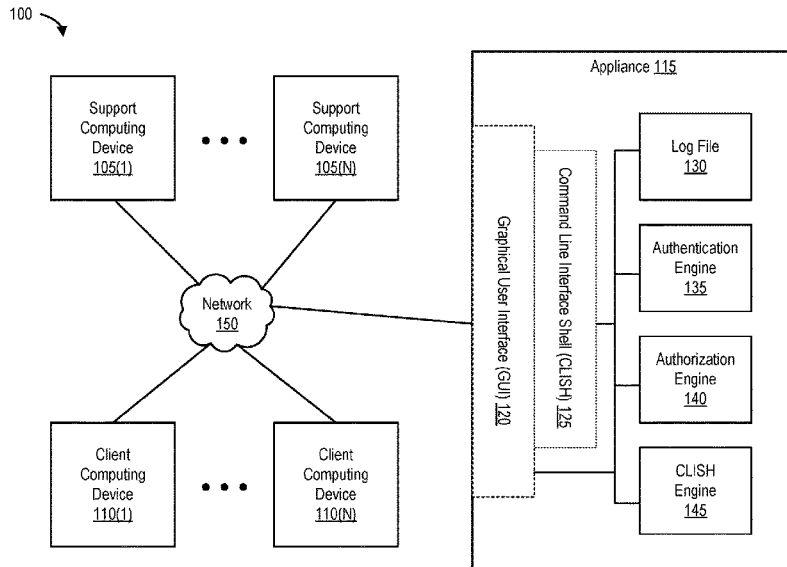 100
Appliance 115
Support
Computing
Device
105(1)
Support
Computing
Device
105(N)
Graphical User Interface (GUI) 120
Command Line Interface Shell (CLISH) 125
Log File
130
Authentication
Engine
135
Network
150
Authorization
Engine
140
Client
Computing
Device
110(1)
Client
Computing
Device
110(N)
CLISH
Engine
145